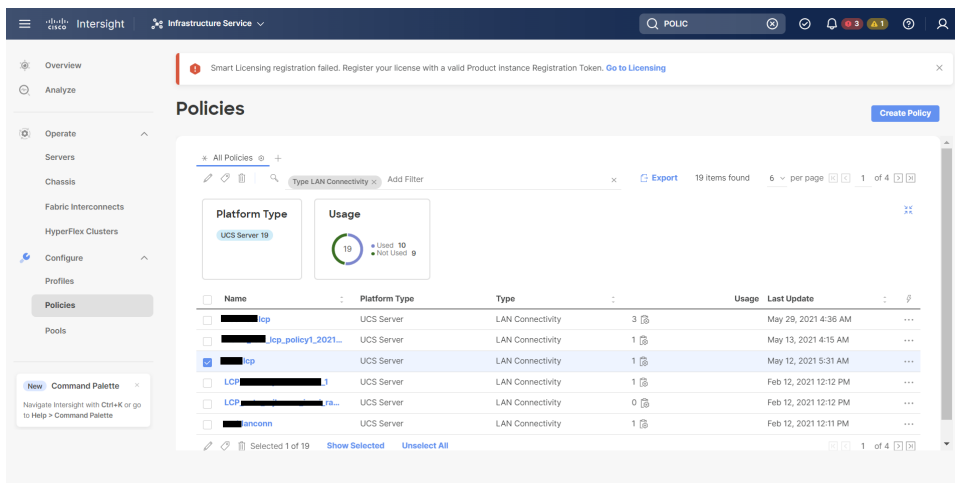 cisco Intersight Infrastructure Service POLIC 3 1
Overview
Analyze
Operate
Servers
Chassis
Fabric Interconnects
HyperFlex Clusters
Configure
Profiles
Policies
Pools
New Command Palette ×
Navigate Intersight with Ctrl+K or go
to Help > Command Palette
Smart Licensing registration failed. Register your license with a valid Product instance Registration Token. Go to Licensing
Policies
Create Policy
All Policies +
Type LAN Connectivity × Add Filter × Export 19 items found 6 per page 1 of 4
Platform Type
UCS Server 19
Usage
19
Used 10
Not Used 9
Name Platform Type Type Usage Last Update
lcp UCS Server LAN Connectivity 3 May 29, 2021 4:36 AM ...
_lcp_policy1_2021... UCS Server LAN Connectivity 1 May 13, 2021 4:15 AM ...
lcp UCS Server LAN Connectivity 1 May 12, 2021 5:31 AM ...
LCP _1 UCS Server LAN Connectivity 1 Feb 12, 2021 12:12 PM ...
LCP _ra... UCS Server LAN Connectivity 0 Feb 12, 2021 12:12 PM ...
lanconn UCS Server LAN Connectivity 1 Feb 12, 2021 12:11 PM ...
Selected 1 of 19 Show Selected Unselect All 1 of 4